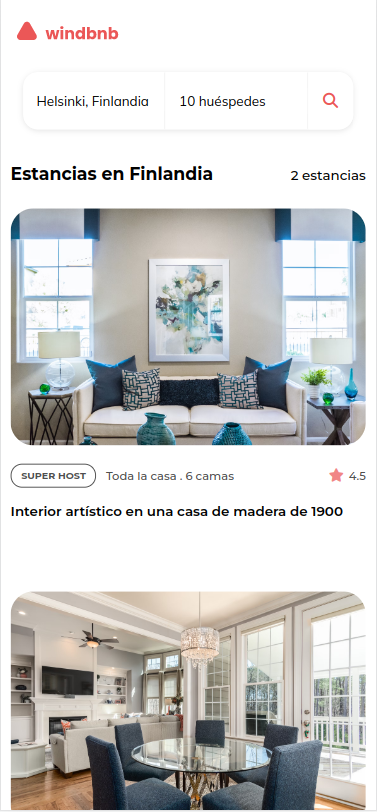 windbnb
Helsinki, Finlandia
10 huéspedes
Estancias en Finlandia
2 estancias
SUPER HOST
Toda la casa . 6 camas
4.5
Interior artístico en una casa de madera de 1900